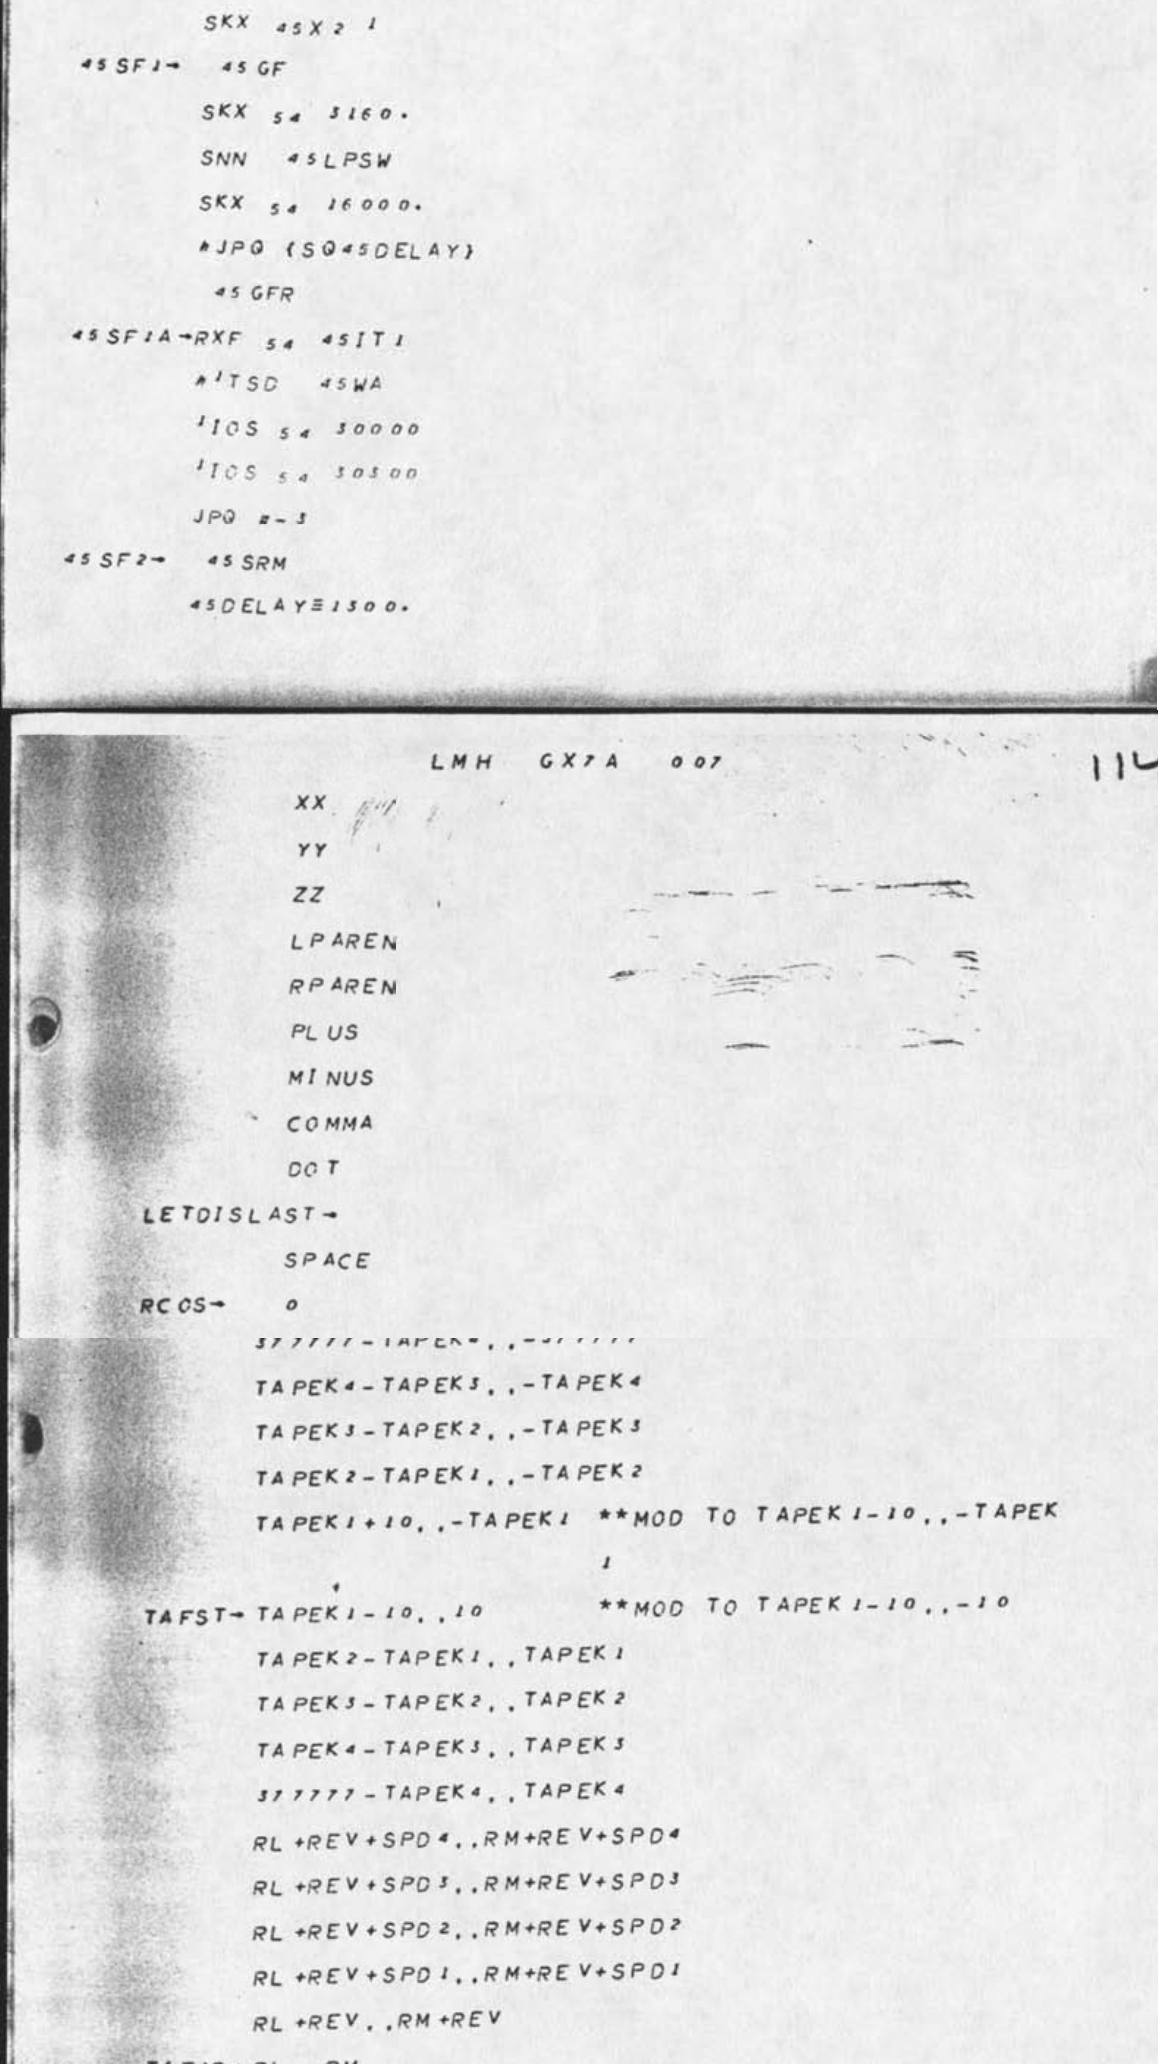 SKX 45X2 1
45SF1→ 45GF
SKX 54 3160.
SNN 45LPSW
SKX 54 16000.
hJPQ {SQ45DELAY}
45GFR
45SF1A→RXF 54 45IT1
h¹TSD 45WA
¹IOS 54 30000
¹IOS 54 30300
JPQ #-3
45SF2→ 45SRM
45DELAY≡1300.
LMH GX7A 007
XX
YY
ZZ
LPAREN
RPAREN
PLUS
MINUS
COMMA
DOT
LETDISLAST→
SPACE
RCOS→ 0
377777-TAPEK4,,-377777
TAPEK4-TAPEK3,,-TAPEK4
TAPEK3-TAPEK2,,-TAPEK3
TAPEK2-TAPEK1,,-TAPEK2
TAPEK1+10,,-TAPEK1 **MOD TO TAPEK1-10,,-TAPEK
1
TAFST→TAPEK1-10,,10 **MOD TO TAPEK1-10,,-10
TAPEK2-TAPEK1,,TAPEK1
TAPEK3-TAPEK2,,TAPEK2
TAPEK4-TAPEK3,,TAPEK3
377777-TAPEK4,,TAPEK4
RL+REV+SPD4,,RM+REV+SPD4
RL+REV+SPD3,,RM+REV+SPD3
RL+REV+SPD2,,RM+REV+SPD2
RL+REV+SPD1,,RM+REV+SPD1
RL+REV,,RM+REV